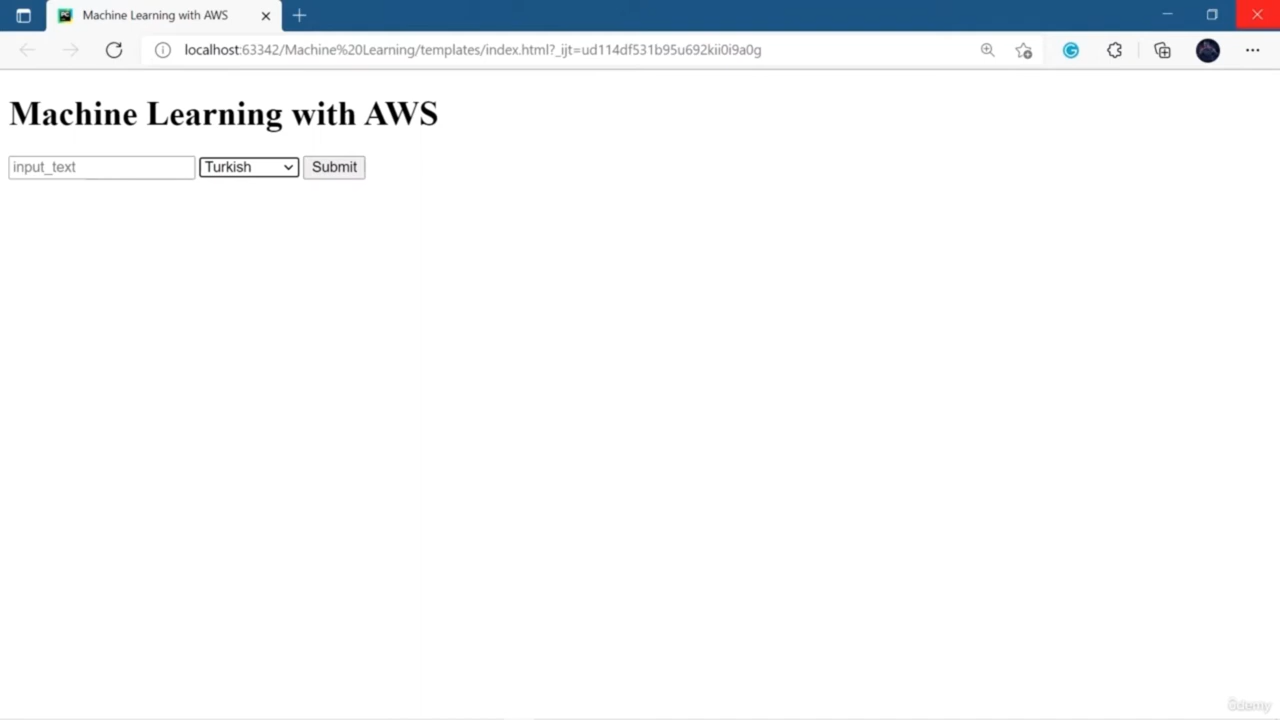 Machine Learning with AWS
localhost:63342/Machine%20Learning/templates/index.html?_ijt=ud114df531b95u692kii0i9a0g
Machine Learning with AWS
input_text Turkish Submit
ûdemy